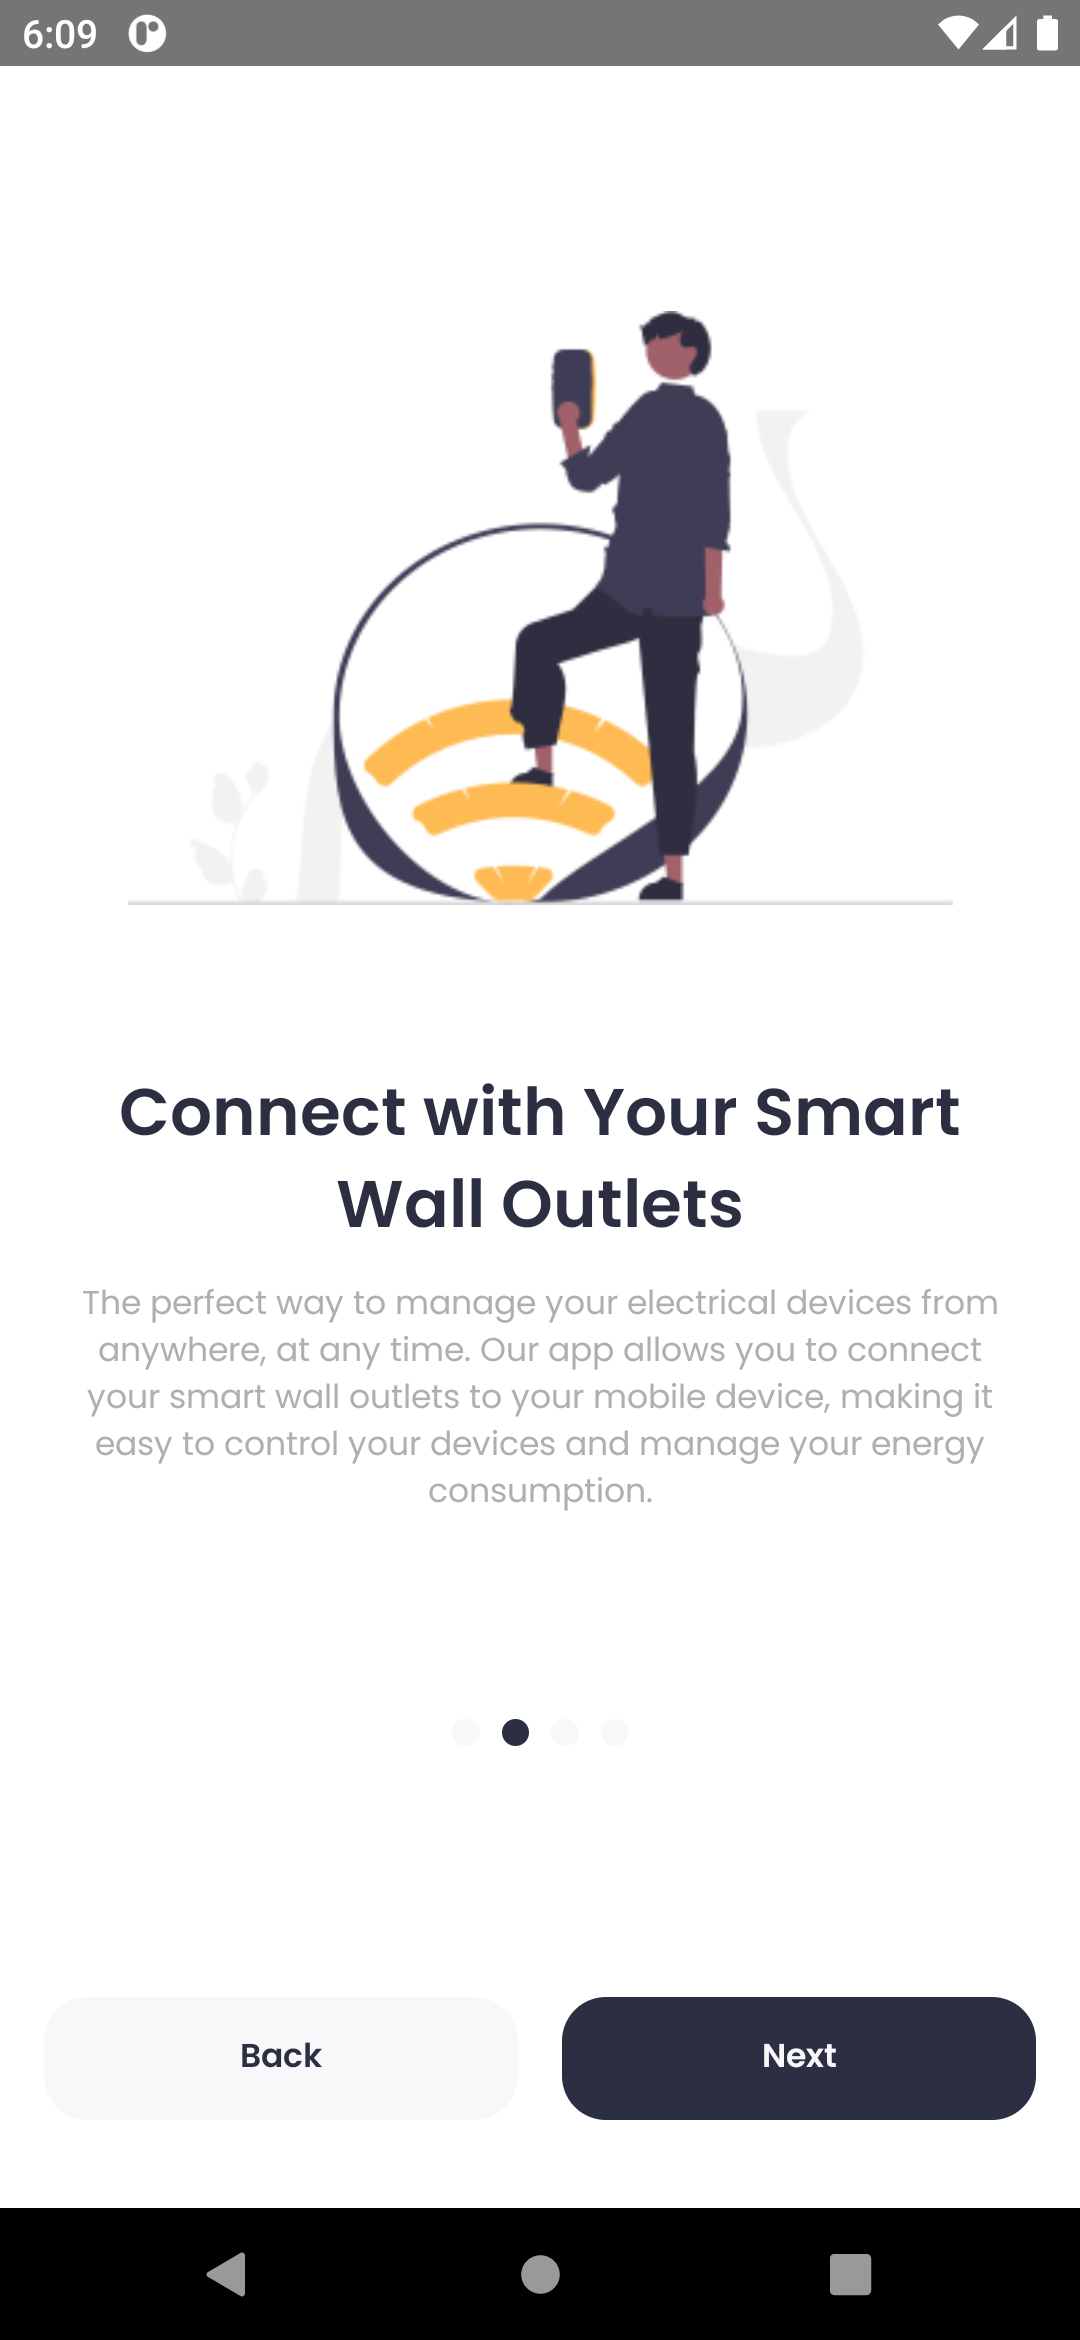 6:09
Connect with Your Smart
Wall Outlets
The perfect way to manage your electrical devices from
anywhere, at any time. Our app allows you to connect
your smart wall outlets to your mobile device, making it
easy to control your devices and manage your energy
consumption.
Back
Next